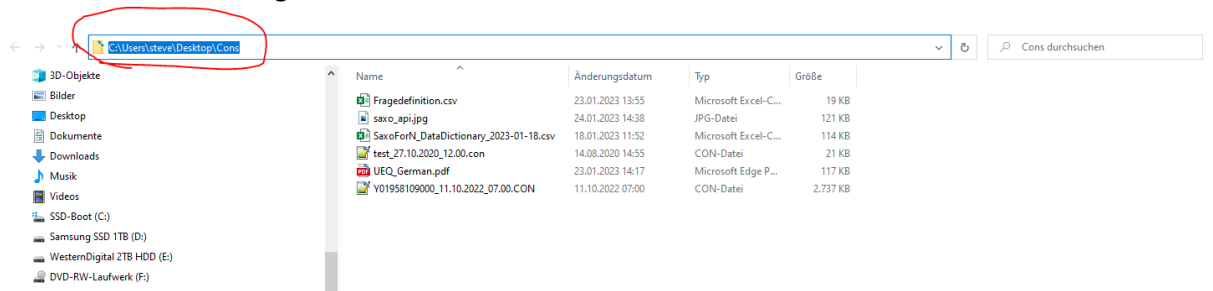 C:\Users\steve\Desktop\Cons
Cons durchsuchen
3D-Objekte
Bilder
Desktop
Dokumente
Downloads
Musik
Videos
SSD-Boot (C:)
Samsung SSD 1TB (D:)
WesternDigital 2TB HDD (E:)
DVD-RW-Laufwerk (F:)
Name Änderungsdatum Typ Größe
Fragedefinition.csv 23.01.2023 13:55 Microsoft Excel-C... 19 KB
saxo_api.jpg 24.01.2023 14:38 JPG-Datei 121 KB
SaxoForN_DataDictionary_2023-01-18.csv 18.01.2023 11:52 Microsoft Excel-C... 114 KB
test_27.10.2020_12.00.con 14.08.2020 14:55 CON-Datei 21 KB
UEQ_German.pdf 23.01.2023 14:17 Microsoft Edge P... 117 KB
Y01958109000_11.10.2022_07.00.CON 11.10.2022 07:00 CON-Datei 2.737 KB